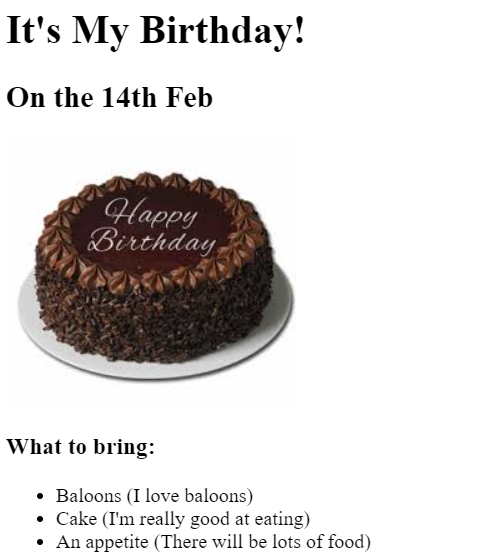 It's My Birthday!
On the 14th Feb
Happy
Birthday
What to bring:
• Baloons (I love baloons)
• Cake (I'm really good at eating)
• An appetite (There will be lots of food)